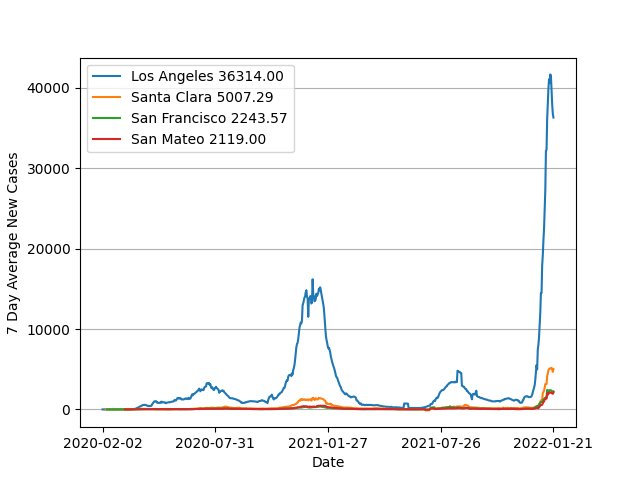 Los Angeles 36314.00
Santa Clara 5007.29
San Francisco 2243.57
San Mateo 2119.00
7 Day Average New Cases
40000
30000
20000
10000
0
2020-02-02 2020-07-31 2021-01-27 2021-07-26 2022-01-21
Date